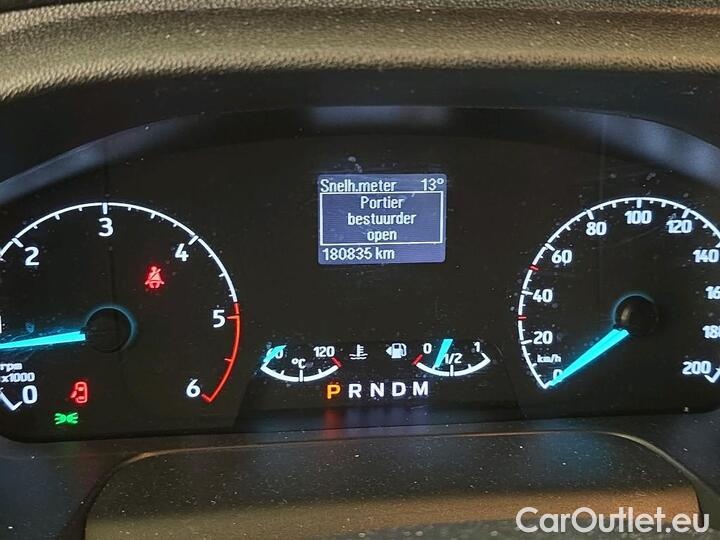 Snelh.meter 13°
Portier
bestuurder
open
180835 km
2 3 4 5 6
0
rpm
x1000
120 °C
0 1/2 1
P R N D M
0 20 40 60 80 100 120 140 180 200
km/h
CarOutlet.eu